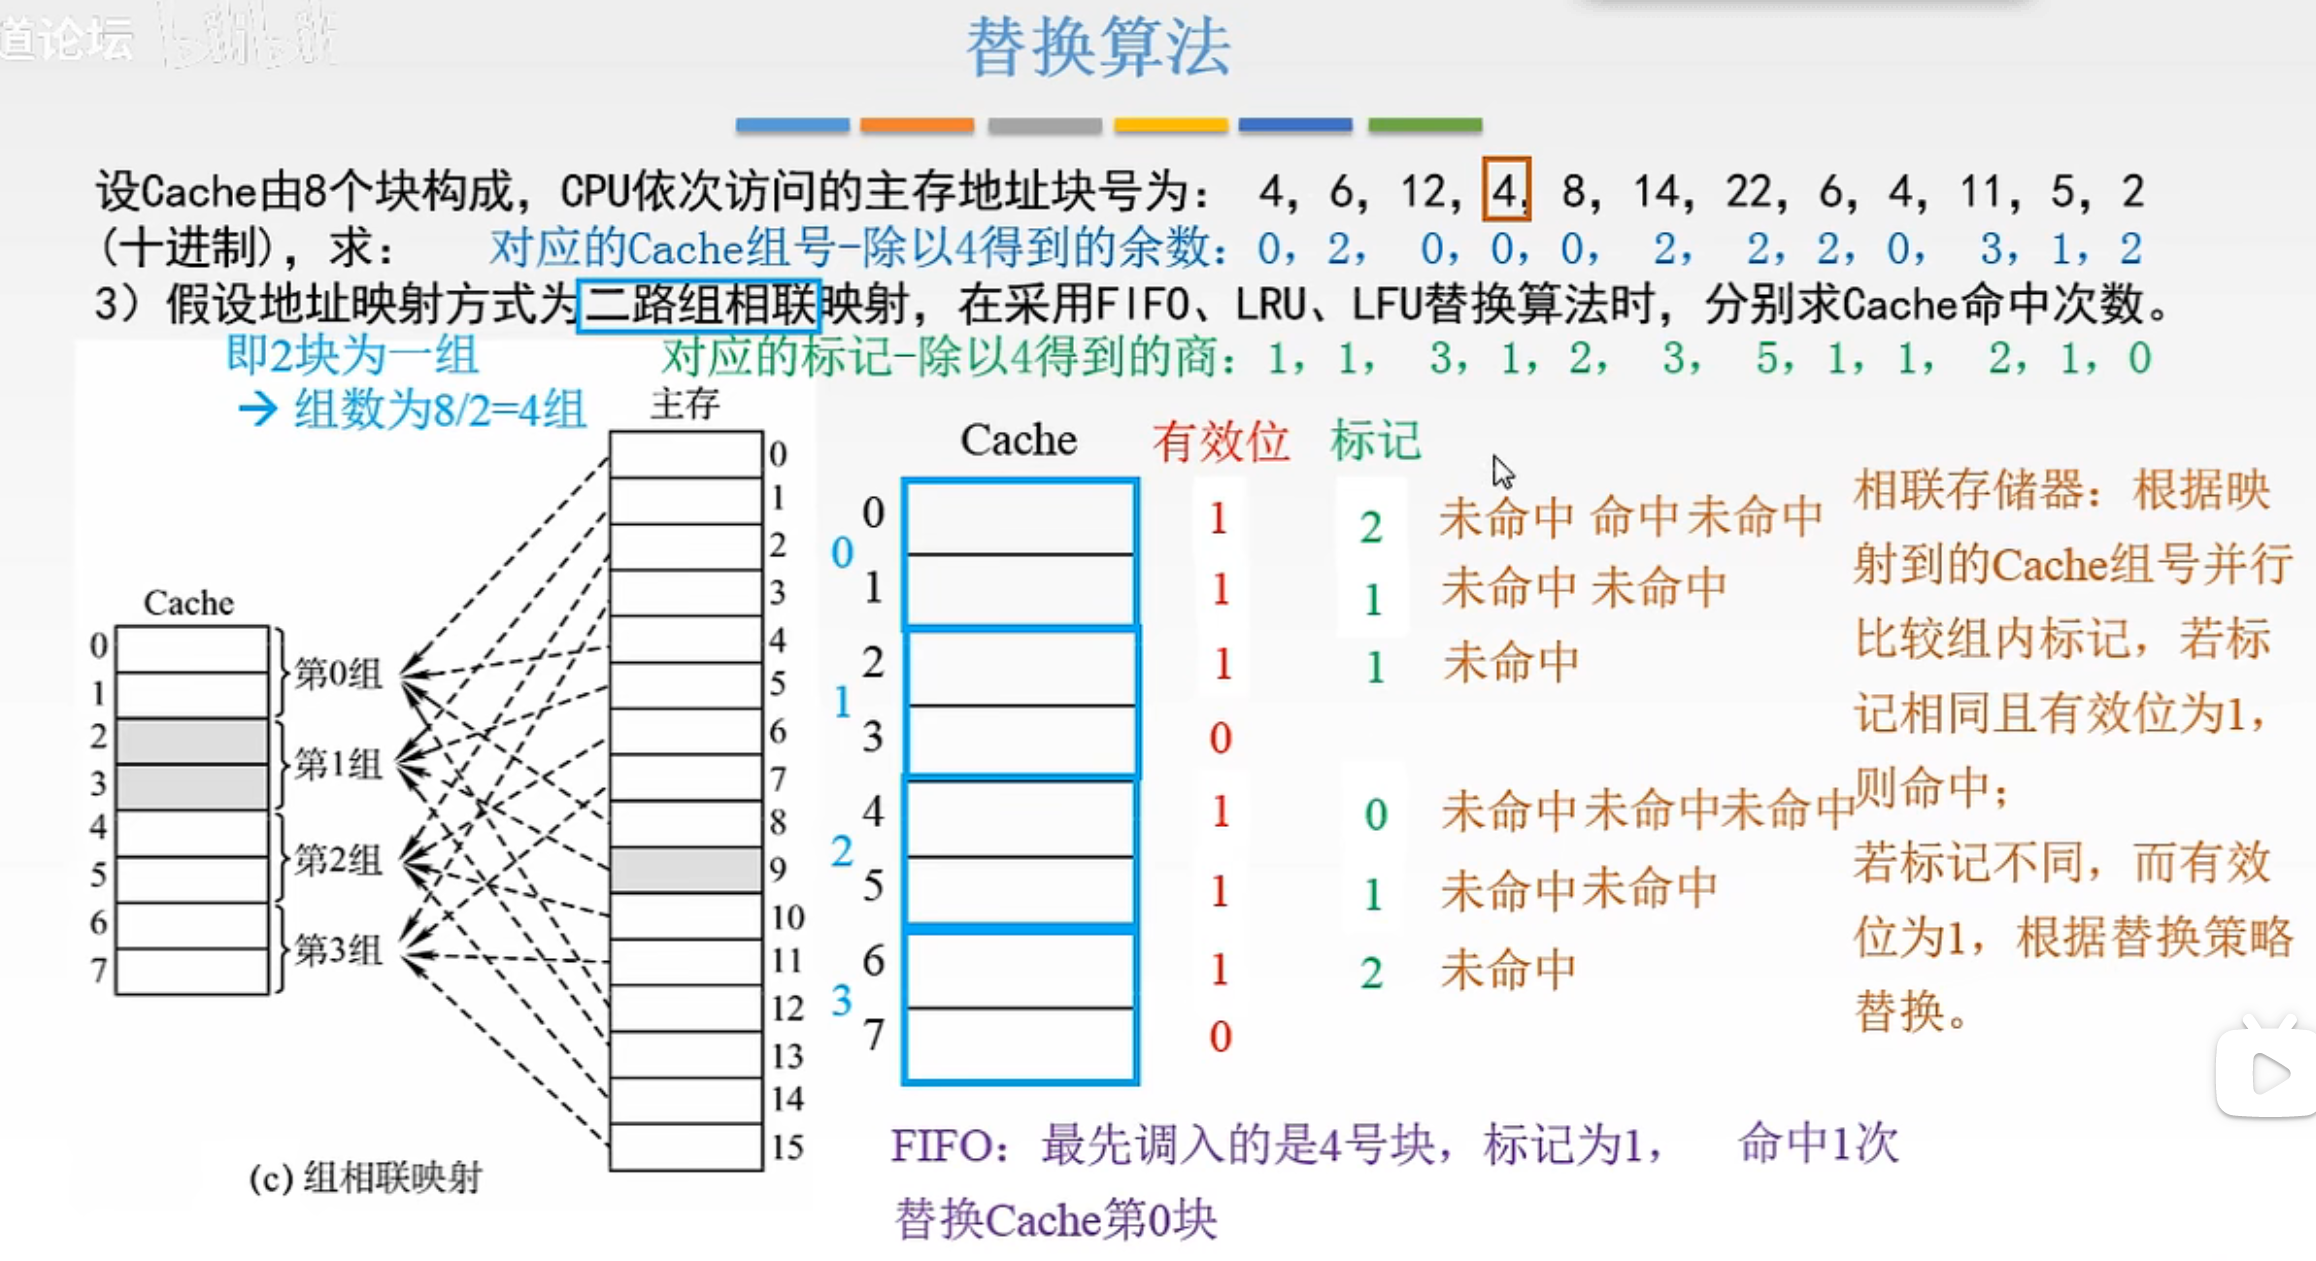 道论坛 bilibili
替换算法
设Cache由8个块构成，CPU依次访问的主存地址块号为： 4，6，12，4，8，14，22，6，4，11，5，2
(十进制)，求： 对应的Cache组号-除以4得到的余数：0，2，0，0，0，2，2，2，0，3，1，2
3）假设地址映射方式为二路组相联映射，在采用FIFO、LRU、LFU替换算法时，分别求Cache命中次数。
即2块为一组 对应的标记-除以4得到的商：1，1，3，1，2，3，5，1，1，2，1，0
→ 组数为8/2=4组
主存
0
1
2
3
4
5
6
7
8
9
10
11
12
13
14
15
Cache
0
1
2
3
4
5
6
7
第0组
第1组
第2组
第3组
(c) 组相联映射
Cache 有效位 标记
0 1 2 未命中 命中 未命中
0
1 1 1 未命中 未命中
2 1 1 未命中
1
3 0
4 1 0 未命中 未命中 未命中
2
5 1 1 未命中 未命中
6 1 2 未命中
3
7 0
相联存储器：根据映
射到的Cache组号并行
比较组内标记，若标
记相同且有效位为1，
则命中；
若标记不同，而有效
位为1，根据替换策略
替换。
FIFO：最先调入的是4号块，标记为1， 命中1次
替换Cache第0块